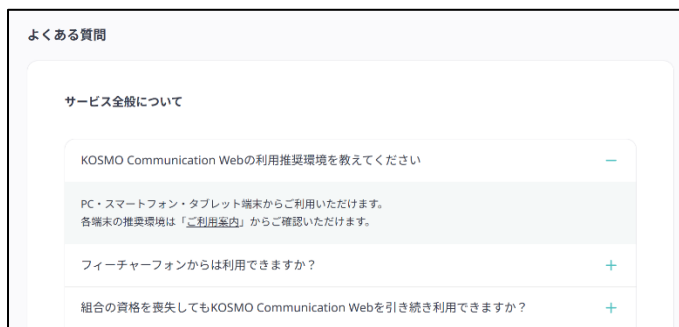 よくある質問
サービス全般について
KOSMO Communication Webの利用推奨環境を教えてください
PC・スマートフォン・タブレット端末からご利用いただけます。
各端末の推奨環境は「ご利用案内」からご確認いただけます。
フィーチャーフォンからは利用できますか？
組合の資格を喪失してもKOSMO Communication Webを引き続き利用できますか？